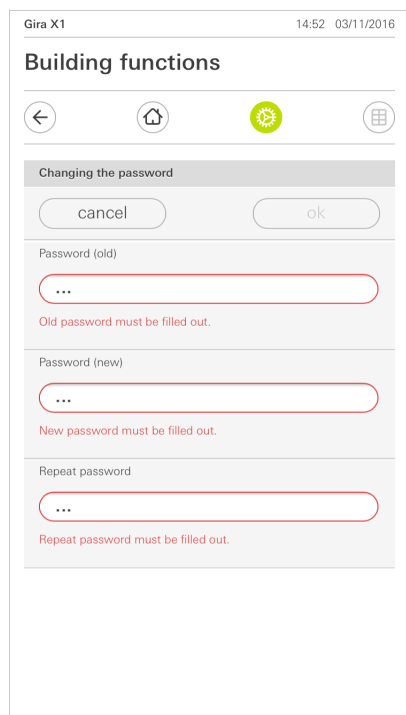 Gira X1 14:52 03/11/2016
Building functions
Changing the password
cancel ok
Password (old)
...
Old password must be filled out.
Password (new)
...
New password must be filled out.
Repeat password
...
Repeat password must be filled out.